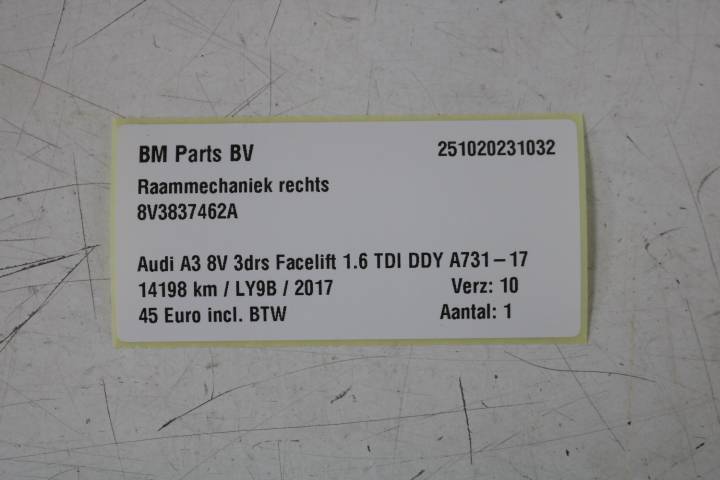 BM Parts BV 251020231032
Raammechaniek rechts
8V3837462A
Audi A3 8V 3drs Facelift 1.6 TDI DDY A731-17
14198 km / LY9B / 2017 Verz: 10
45 Euro incl. BTW Aantal: 1